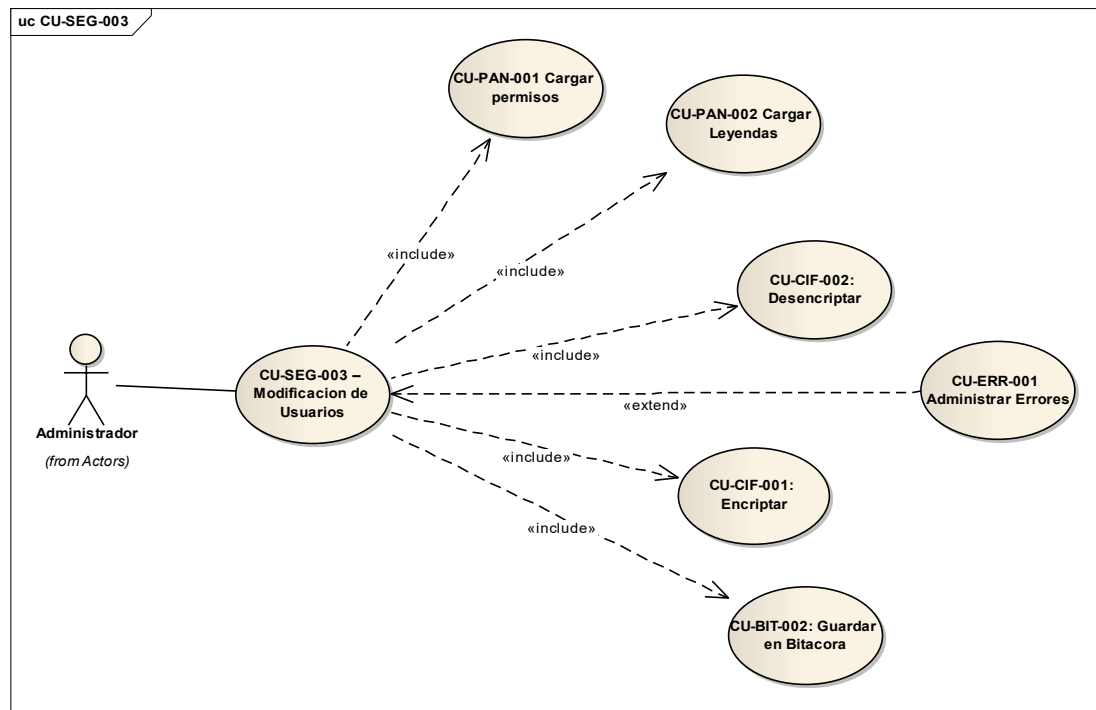 uc CU-SEG-003
CU-PAN-001 Cargar
permisos
CU-PAN-002 Cargar
Leyendas
«include»
«include»
CU-CIF-002:
Desencriptar
«include»
CU-SEG-003 –
Modificacion de
Usuarios
CU-ERR-001
Administrar Errores
«extend»
Administrador
(from Actors)
«include»
CU-CIF-001:
Encriptar
«include»
CU-BIT-002: Guardar
en Bitacora